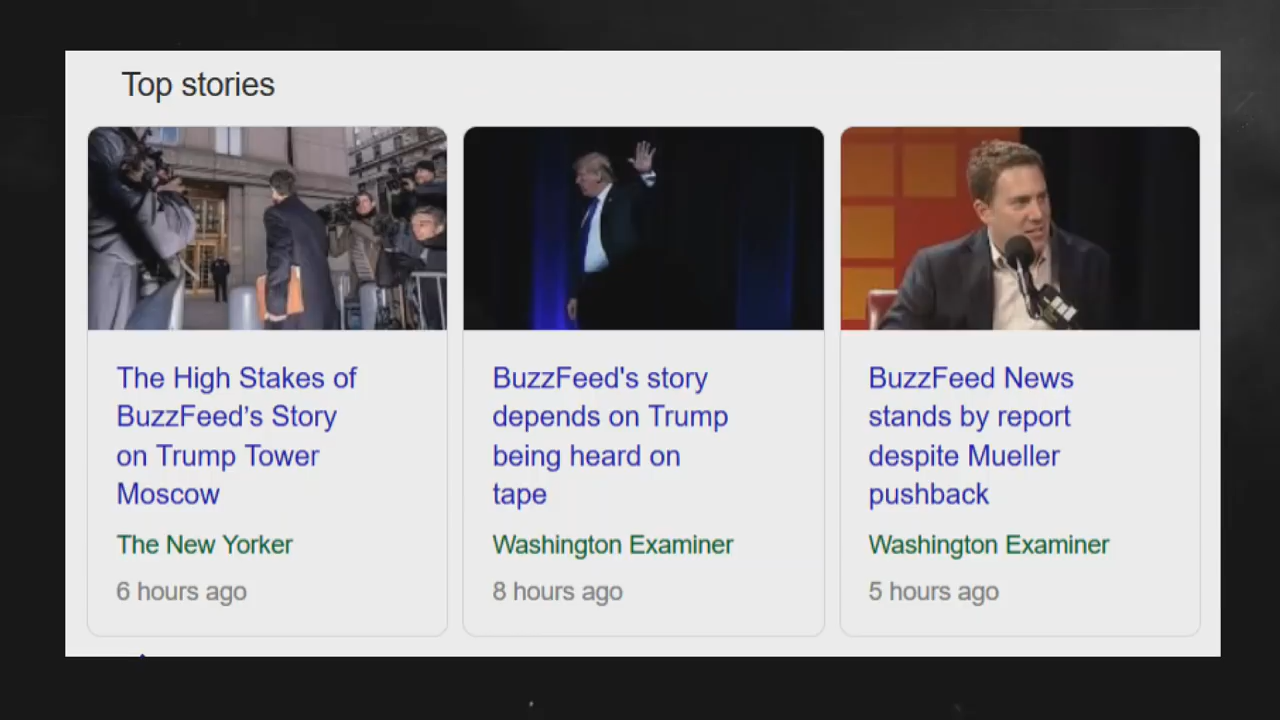 Top stories
The High Stakes of
BuzzFeed’s Story
on Trump Tower
Moscow
The New Yorker
6 hours ago
BuzzFeed's story
depends on Trump
being heard on
tape
Washington Examiner
8 hours ago
BuzzFeed News
stands by report
despite Mueller
pushback
Washington Examiner
5 hours ago